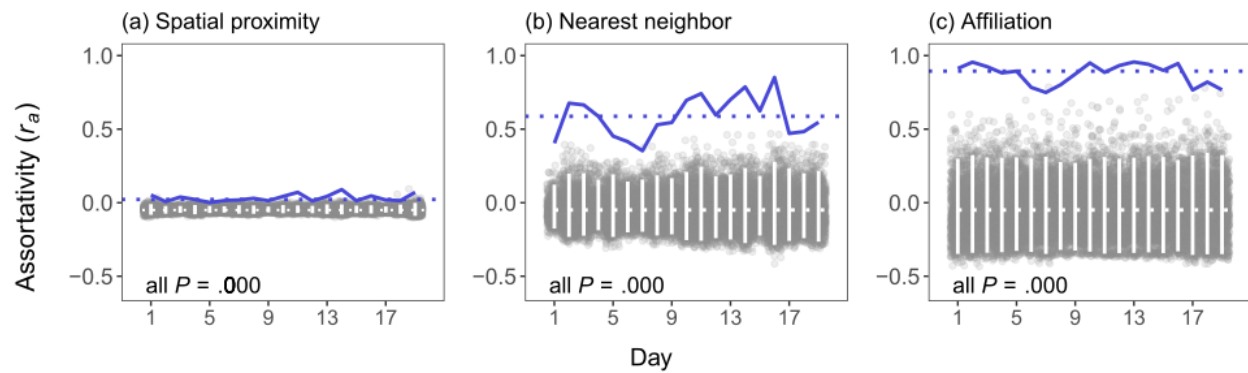 (a) Spatial proximity
(b) Nearest neighbor
(c) Affiliation
Assortativity (rₐ)
1.0
0.5
0.0
−0.5
all P = .000
1 5 9 13 17
1.0
0.5
0.0
−0.5
all P = .000
1 5 9 13 17
1.0
0.5
0.0
−0.5
all P = .000
1 5 9 13 17
Day